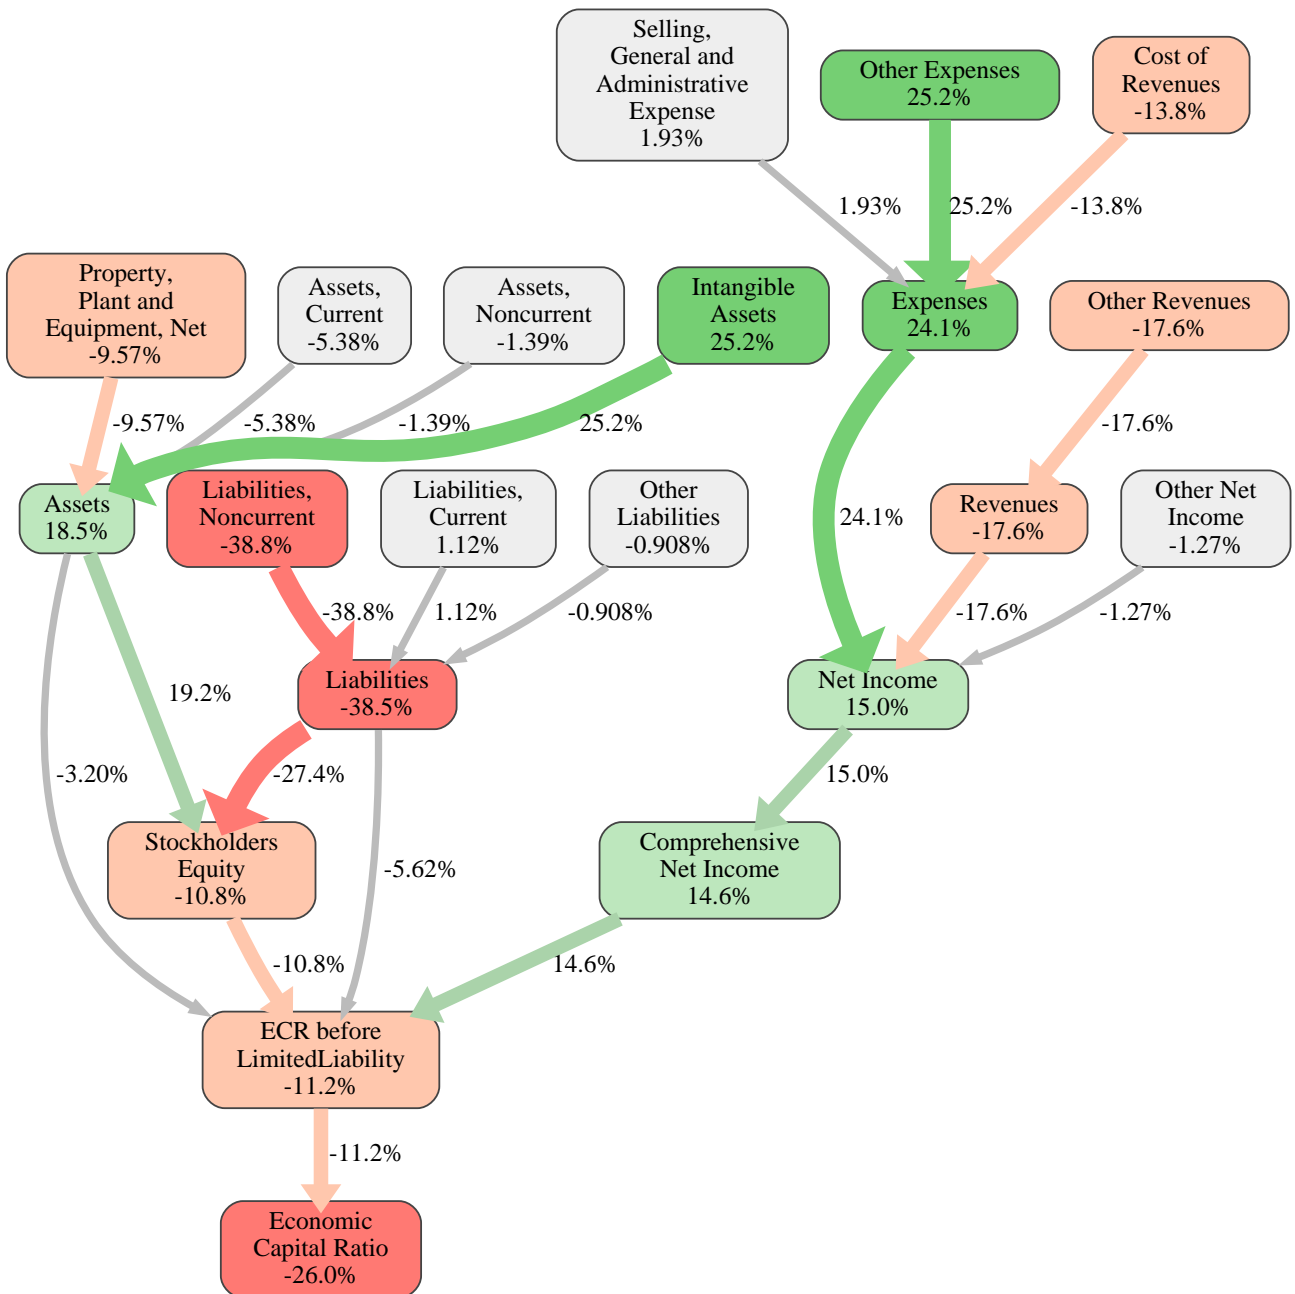 Selling,
General and
Administrative
Expense
1.93%
Other Expenses
25.2%
Cost of
Revenues
-13.8%
1.93%
25.2%
-13.8%
Property,
Plant and
Equipment, Net
-9.57%
Assets,
Current
-5.38%
Assets,
Noncurrent
-1.39%
Intangible
Assets
25.2%
Expenses
24.1%
Other Revenues
-17.6%
-9.57%
-5.38%
-1.39%
25.2%
-17.6%
Assets
18.5%
Liabilities,
Noncurrent
-38.8%
Liabilities,
Current
1.12%
Other
Liabilities
-0.908%
24.1%
Revenues
-17.6%
Other Net
Income
-1.27%
-38.8%
1.12%
-0.908%
-17.6%
-1.27%
19.2%
Liabilities
-38.5%
Net Income
15.0%
-3.20%
-27.4%
15.0%
Stockholders
Equity
-10.8%
-5.62%
Comprehensive
Net Income
14.6%
-10.8%
14.6%
ECR before
LimitedLiability
-11.2%
-11.2%
Economic
Capital Ratio
-26.0%